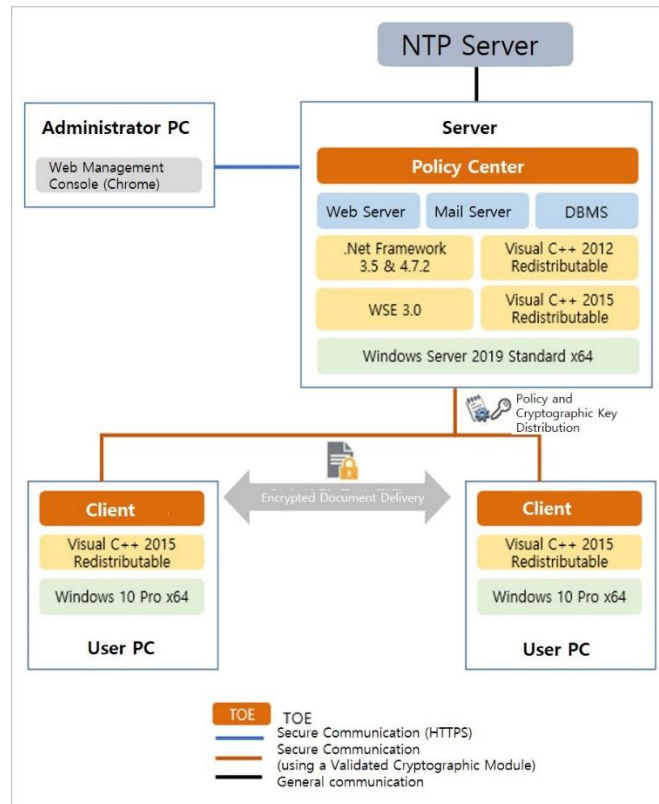 NTP Server
Administrator PC
Web Management
Console (Chrome)
Server
Policy Center
Web Server
Mail Server
DBMS
.Net Framework
3.5 & 4.7.2
Visual C++ 2012
Redistributable
WSE 3.0
Visual C++ 2015
Redistributable
Windows Server 2019 Standard x64
Policy and
Cryptographic Key
Distribution
Encrypted Document Delivery
Client
Visual C++ 2015
Redistributable
Windows 10 Pro x64
User PC
Client
Visual C++ 2015
Redistributable
Windows 10 Pro x64
User PC
TOE
TOE
Secure Communication (HTTPS)
Secure Communication
(using a Validated Cryptographic Module)
General communication